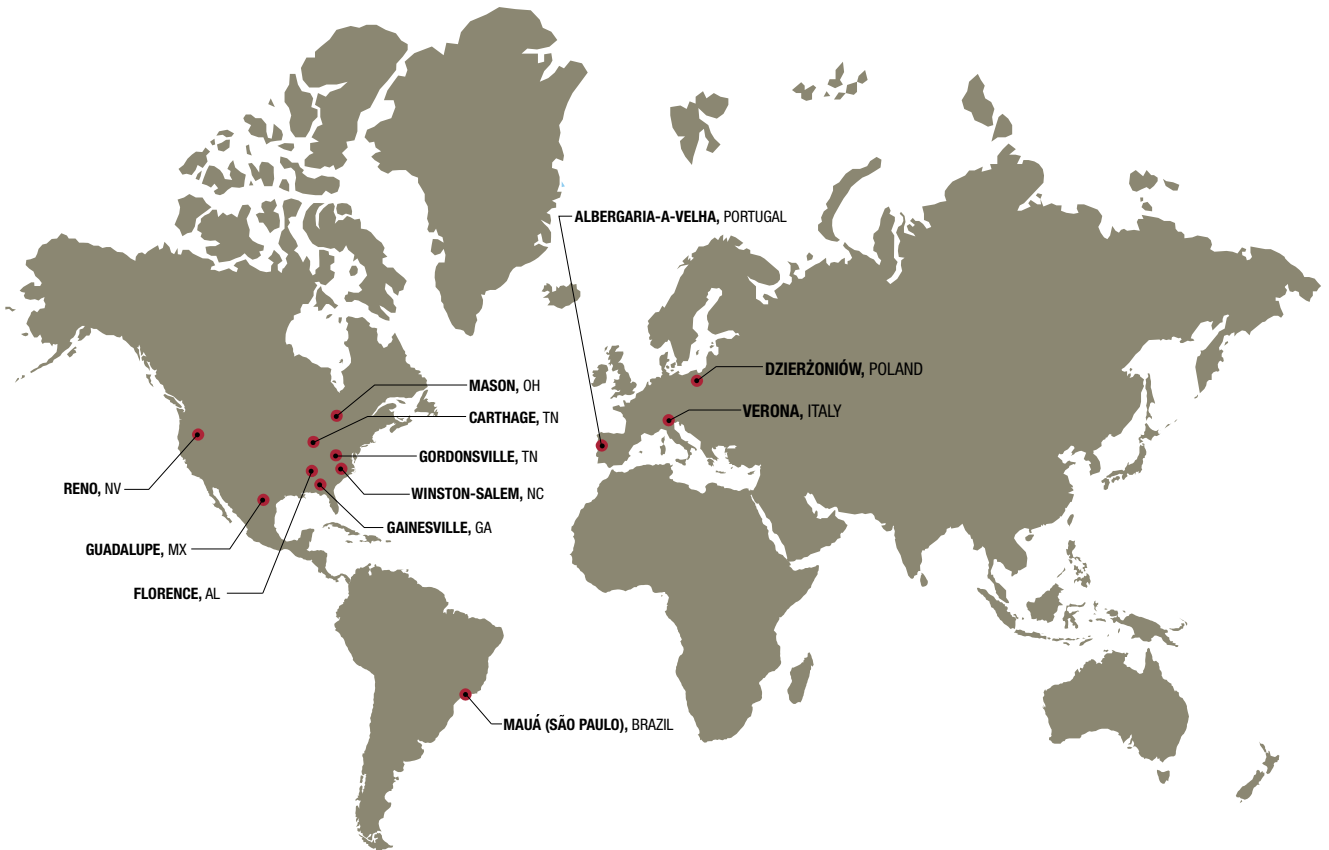 ALBERGARIA-A-VELHA, PORTUGAL
DZIERŻONIÓW, POLAND
MASON, OH
VERONA, ITALY
CARTHAGE, TN
GORDONSVILLE, TN
RENO, NV
WINSTON-SALEM, NC
GAINESVILLE, GA
GUADALUPE, MX
FLORENCE, AL
MAUÁ (SÃO PAULO), BRAZIL